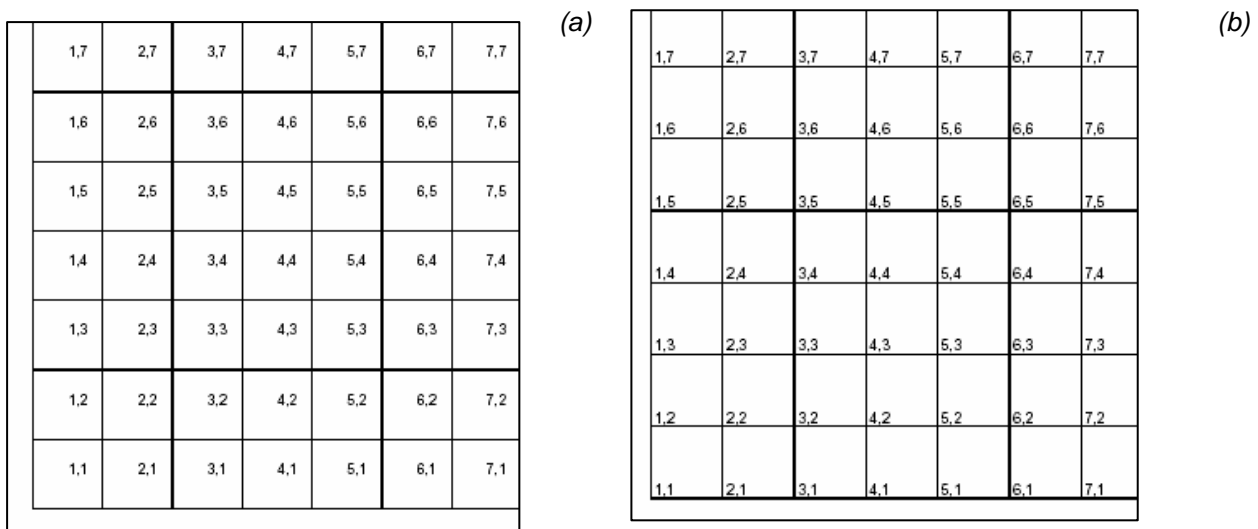 (a)
1,7 2,7 3,7 4,7 5,7 6,7 7,7
1,6 2,6 3,6 4,6 5,6 6,6 7,6
1,5 2,5 3,5 4,5 5,5 6,5 7,5
1,4 2,4 3,4 4,4 5,4 6,4 7,4
1,3 2,3 3,3 4,3 5,3 6,3 7,3
1,2 2,2 3,2 4,2 5,2 6,2 7,2
1,1 2,1 3,1 4,1 5,1 6,1 7,1
(b)
1,7 2,7 3,7 4,7 5,7 6,7 7,7
1,6 2,6 3,6 4,6 5,6 6,6 7,6
1,5 2,5 3,5 4,5 5,5 6,5 7,5
1,4 2,4 3,4 4,4 5,4 6,4 7,4
1,3 2,3 3,3 4,3 5,3 6,3 7,3
1,2 2,2 3,2 4,2 5,2 6,2 7,2
1,1 2,1 3,1 4,1 5,1 6,1 7,1